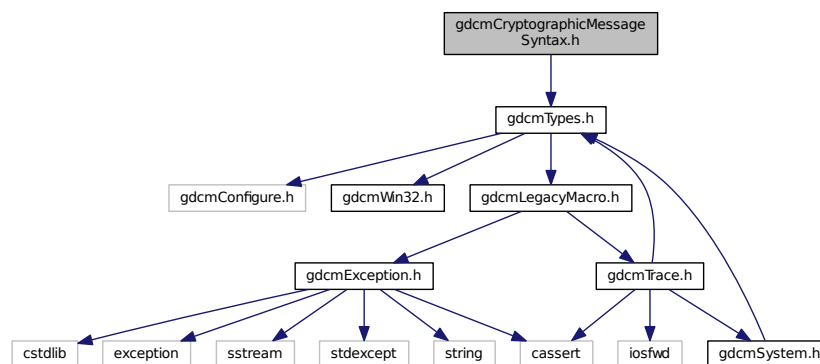 gdcmCryptographicMessage
Syntax.h
gdcmTypes.h
gdcmConfigure.h
gdcmWin32.h
gdcmLegacyMacro.h
gdcmException.h
gdcmTrace.h
cstdlib
exception
sstream
stdexcept
string
cassert
iosfwd
gdcmSystem.h